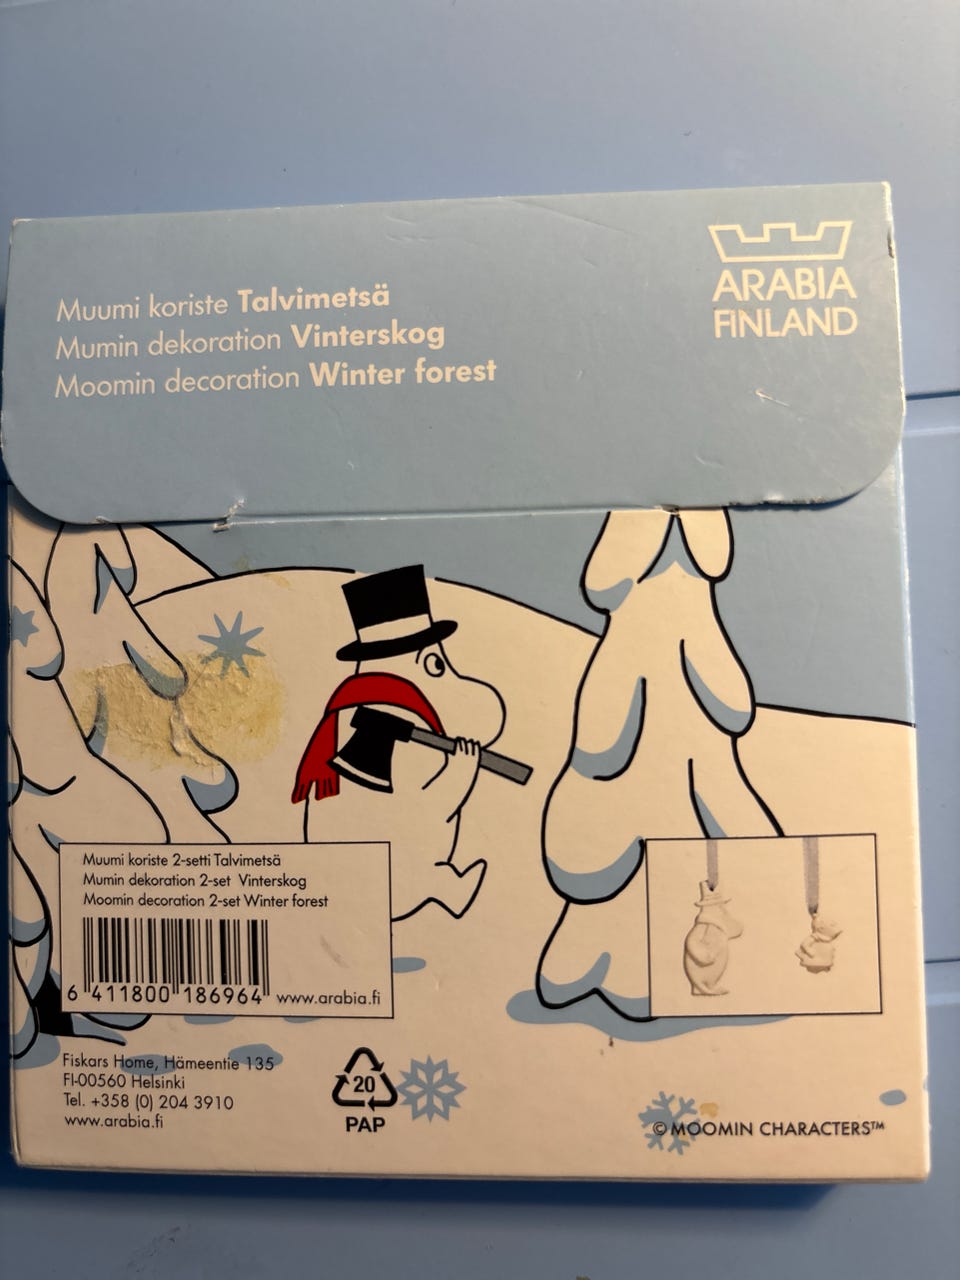 Muumi koriste Talvimetsä
Mumin dekoration Vinterskog
Moomin decoration Winter forest
ARABIA
FINLAND
Muumi koriste 2-setti Talvimetsä
Mumin dekoration 2-set Vinterskog
Moomin decoration 2-set Winter forest
6 411800 186964
www.arabia.fi
Fiskars Home, Hämeentie 135
FI-00560 Helsinki
Tel. +358 (0) 204 3910
www.arabia.fi
20
PAP
© MOOMIN CHARACTERS™